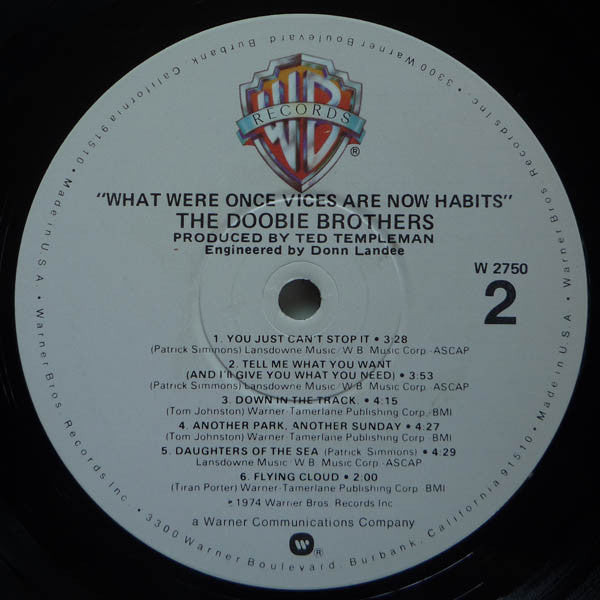 WB
RECORDS
®
"WHAT WERE ONCE VICES ARE NOW HABITS"
THE DOOBIE BROTHERS
PRODUCED BY TED TEMPLEMAN
Engineered by Donn Landee
W 2750
2
1. YOU JUST CAN'T STOP IT • 3:28
(Patrick Simmons) Lansdowne Music/W.B. Music Corp.-ASCAP
2. TELL ME WHAT YOU WANT
(AND I'll GIVE YOU WHAT YOU NEED) • 3:53
(Patrick Simmons) Lansdowne Music/W.B. Music Corp.-ASCAP
3. DOWN IN THE TRACK • 4:15
(Tom Johnston) Warner-Tamerlane Publishing Corp.-BMI
4. ANOTHER PARK, ANOTHER SUNDAY • 4:27
(Tom Johnston) Warner-Tamerlane Publishing Corp.-BMI
5. DAUGHTERS OF THE SEA (Patrick Simmons) • 4:29
Lansdowne Music/W.B. Music Corp.-ASCAP
6. FLYING CLOUD • 2:00
(Tiran Porter) Warner-Tamerlane Publishing Corp. BMI
℗1974 Warner Bros. Records Inc.
a Warner Communications Company
®
Warner Bros. Records Inc. • 3300 Warner Boulevard, Burbank, California 91510 • Made in U.S.A. • Warner Bros. Records Inc. • 3300 Warner Boulevard, Burbank, California 91510 • Made in U.S.A. •